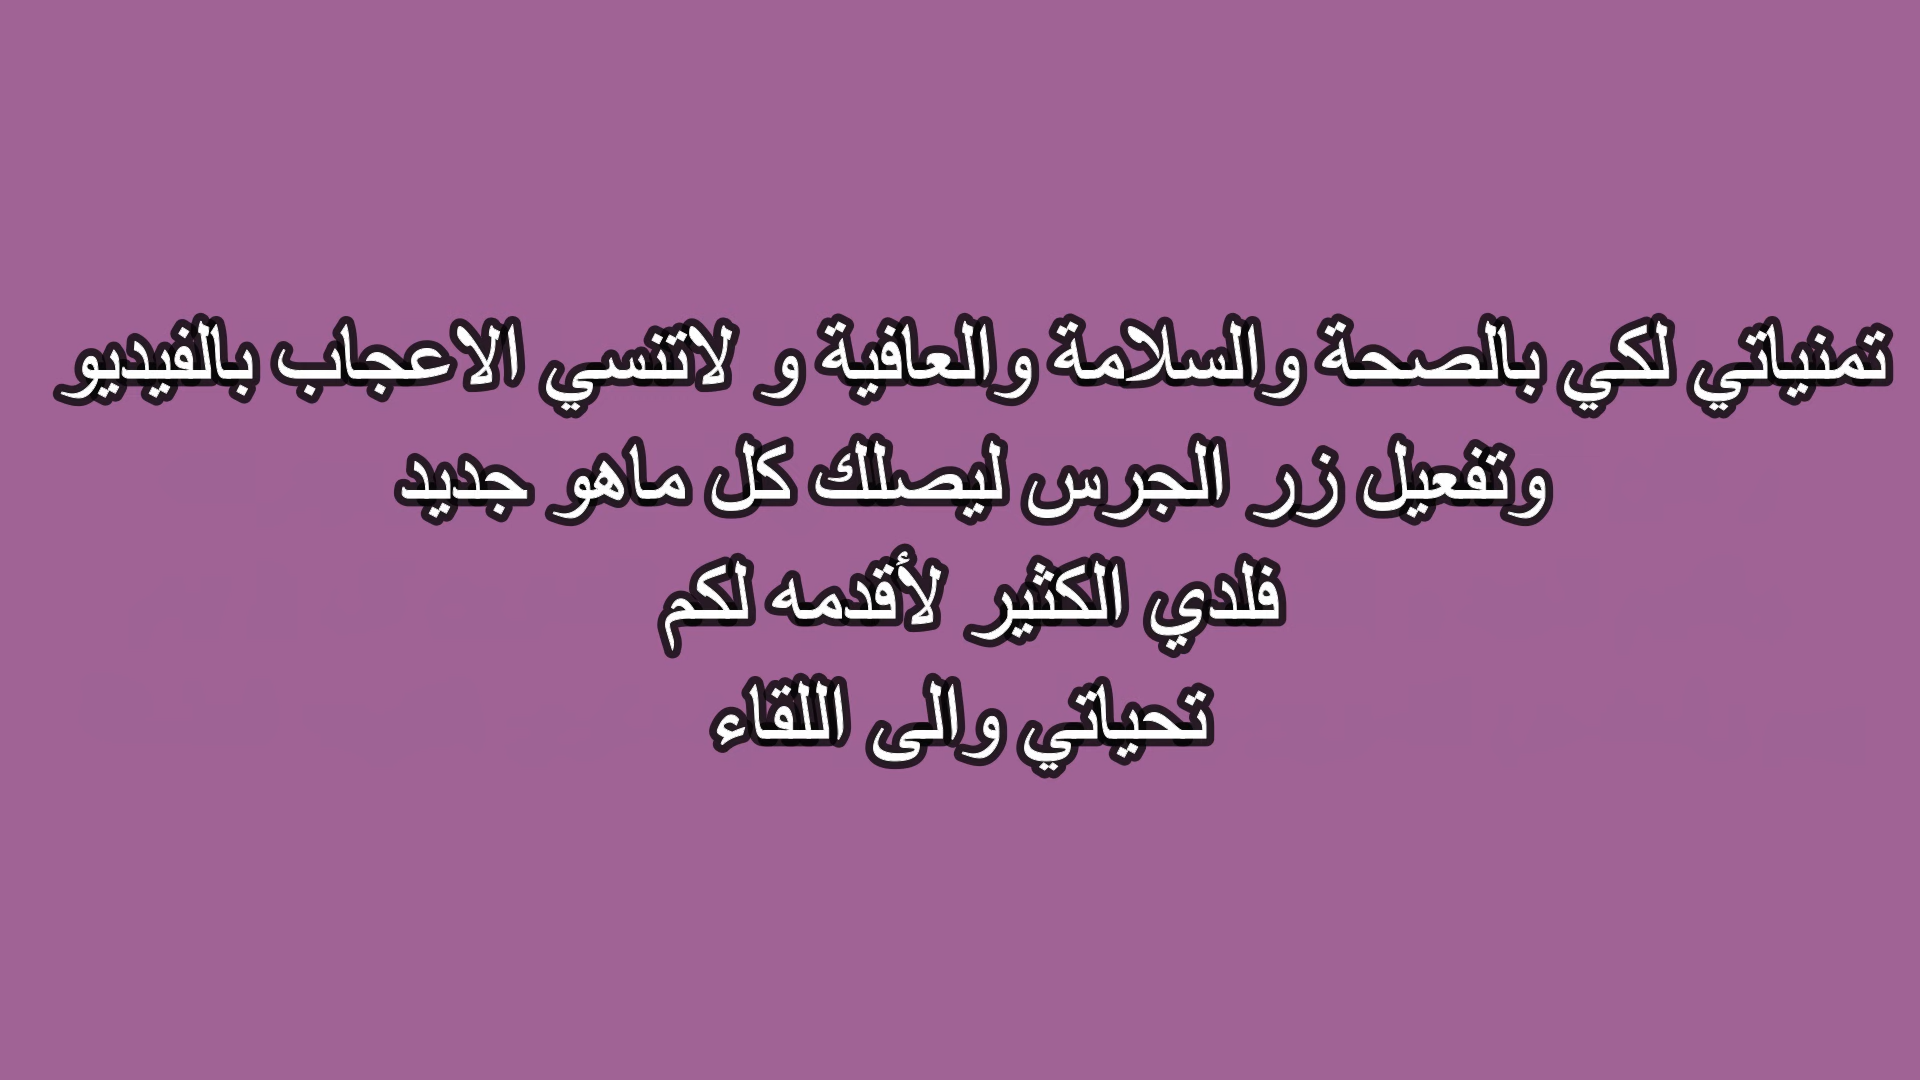 تمنياتي لكي بالصحة والسلامة والعافية و لاتنسي الاعجاب بالفيديو
وتفعيل زر الجرس ليصلك كل ماهو جديد
فلدي الكثير لأقدمه لكم
تحياتي والى اللقاء